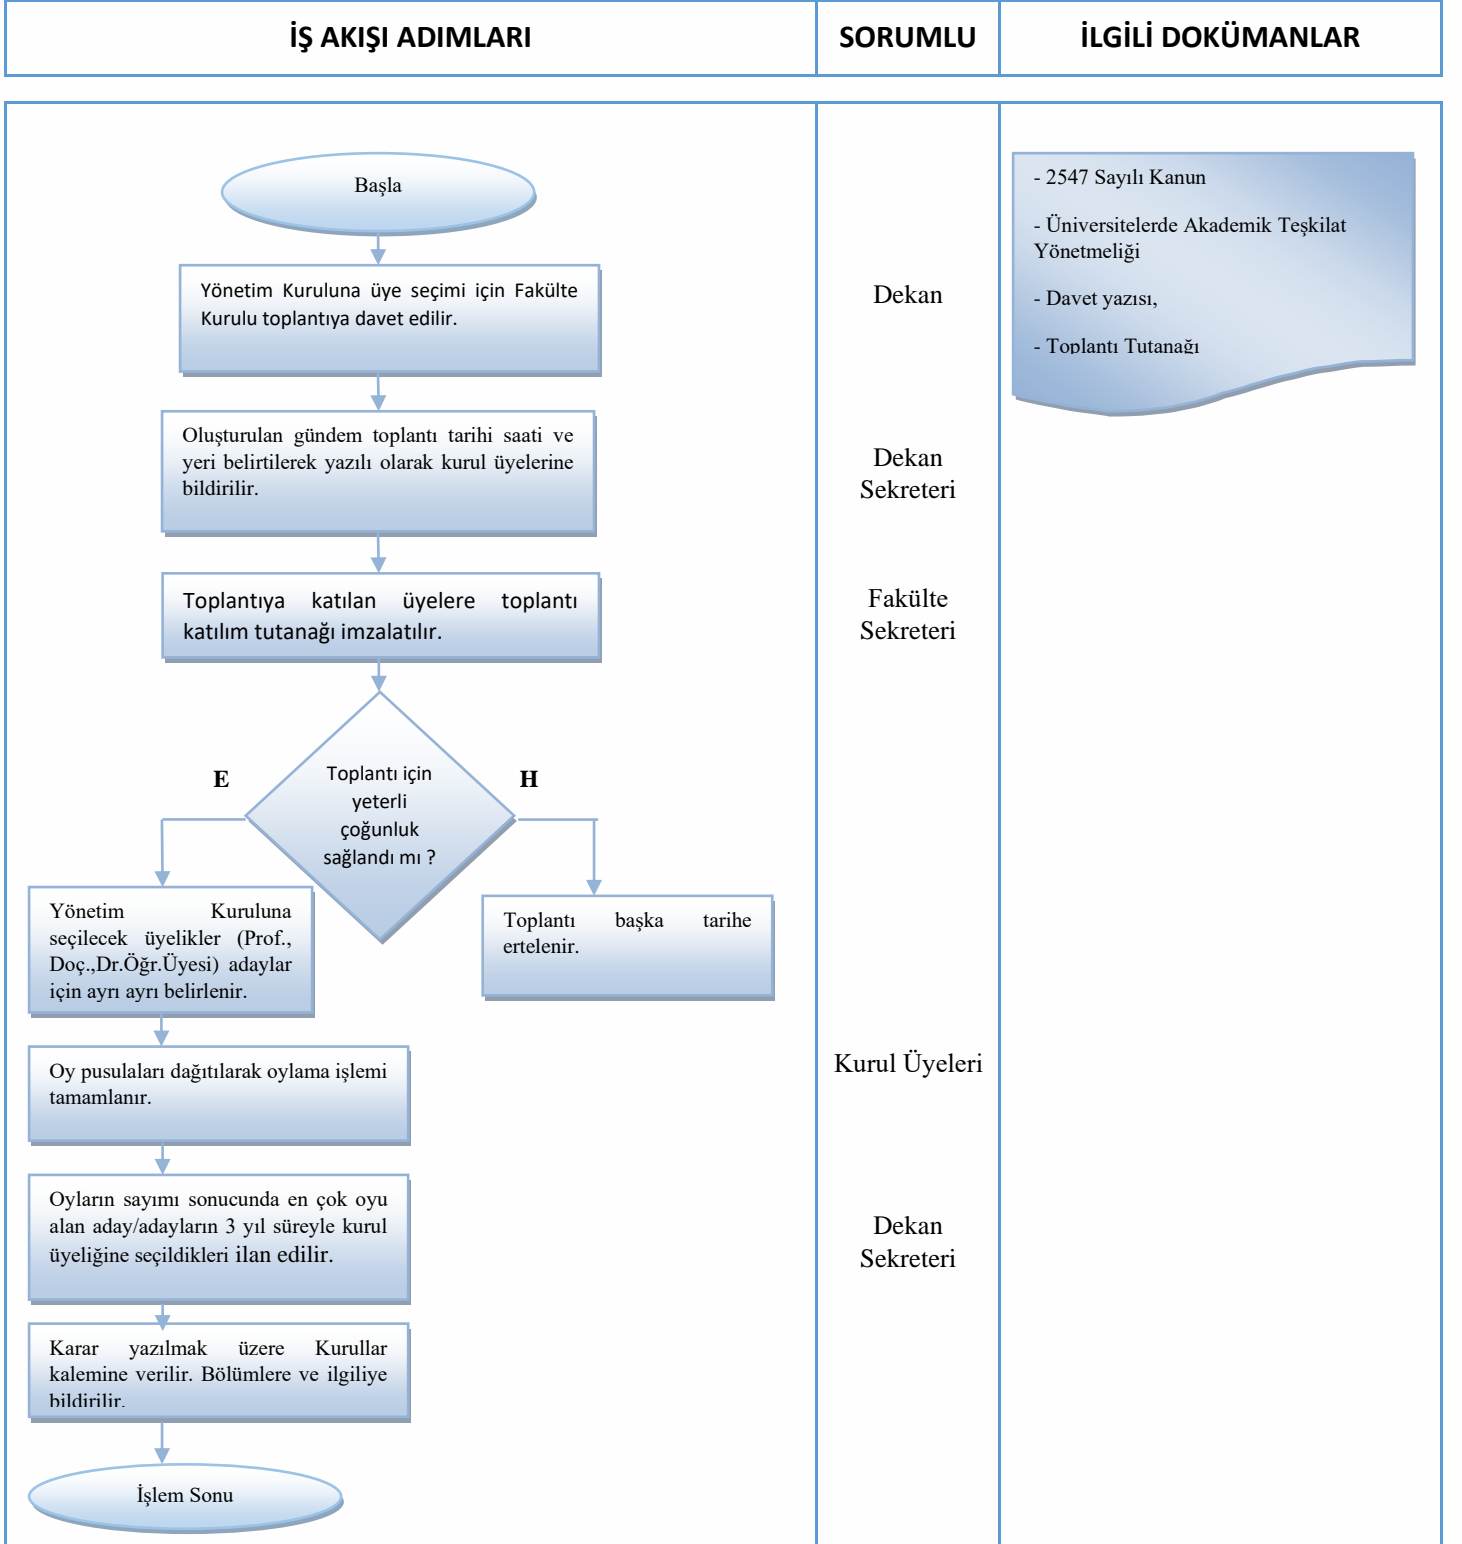 İŞ AKIŞI ADIMLARI
SORUMLU
İLGİLİ DOKÜMANLAR
Başla
- 2547 Sayılı Kanun
- Üniversitelerde Akademik Teşkilat
Yönetmeliği
- Davet yazısı,
- Toplantı Tutanağı
Yönetim Kuruluna üye seçimi için Fakülte
Kurulu toplantıya davet edilir.
Dekan
Oluşturulan gündem toplantı tarihi saati ve
yeri belirtilerek yazılı olarak kurul üyelerine
bildirilir.
Dekan
Sekreteri
Toplantıya katılan üyelere toplantı
katılım tutanağı imzalatılır.
Fakülte
Sekreteri
E
Toplantı için
yeterli
çoğunluk
sağlandı mı ?
H
Yönetim Kuruluna
seçilecek üyelikler (Prof.,
Doç.,Dr.Öğr.Üyesi) adaylar
için ayrı ayrı belirlenir.
Toplantı başka tarihe
ertelenir.
Oy pusulaları dağıtılarak oylama işlemi
tamamlanır.
Kurul Üyeleri
Oyların sayımı sonucunda en çok oyu
alan aday/adayların 3 yıl süreyle kurul
üyeliğine seçildikleri ilan edilir.
Dekan
Sekreteri
Karar yazılmak üzere Kurullar
kalemine verilir. Bölümlere ve ilgiliye
bildirilir.
İşlem Sonu